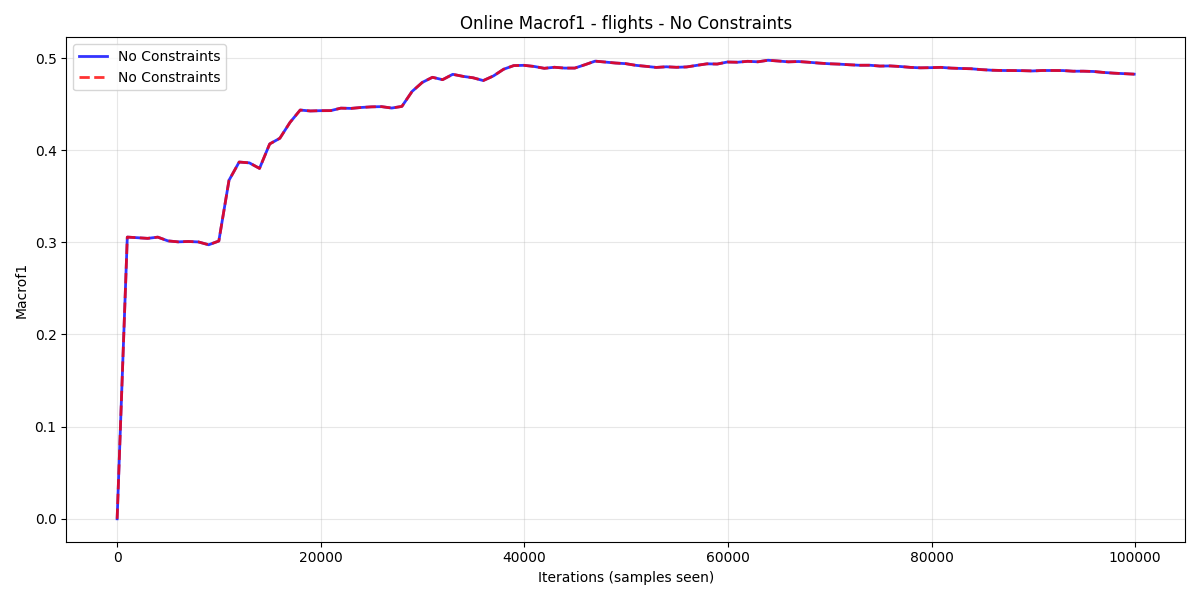 Online Macrof1 - flights - No Constraints
No Constraints
No Constraints
Macrof1
0.5
0.4
0.3
0.2
0.1
0.0
0
20000
40000
60000
80000
100000
Iterations (samples seen)